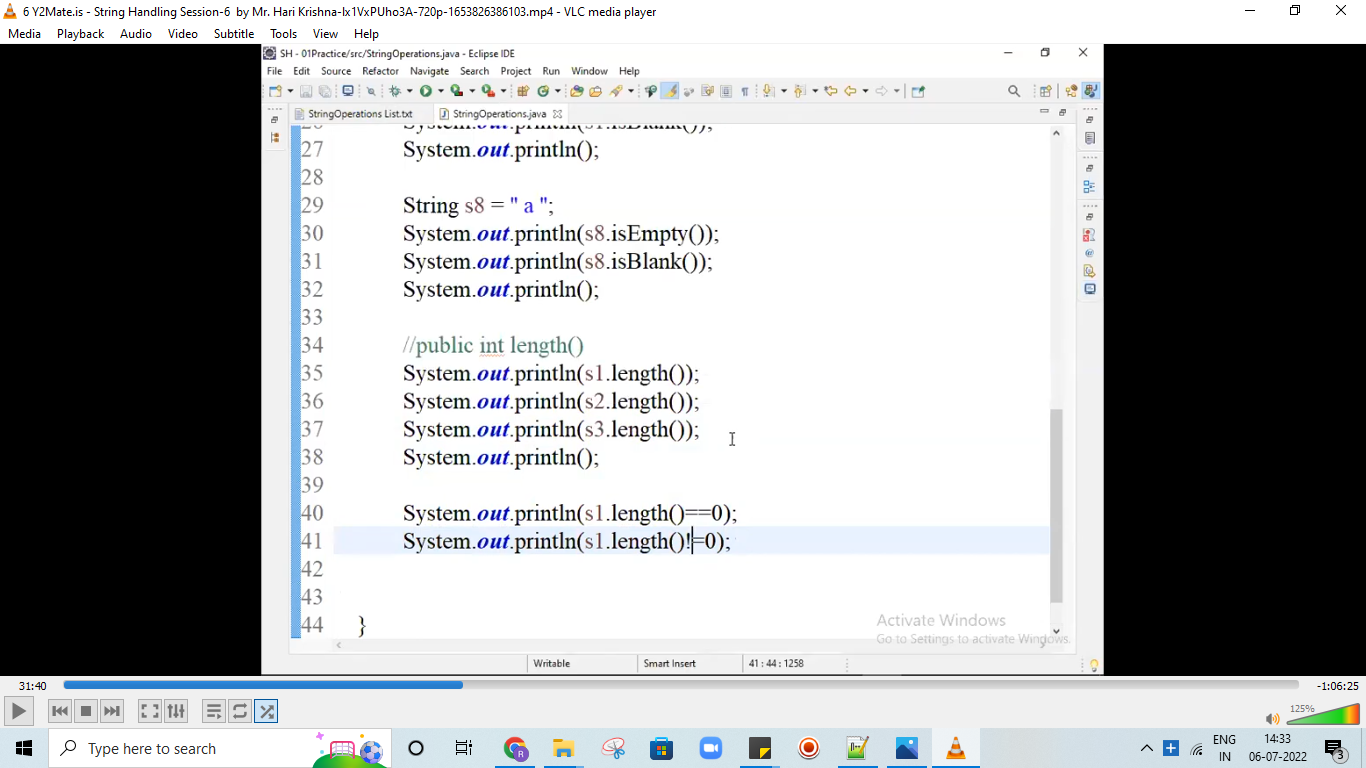 6 Y2Mate.is - String Handling Session-6  by Mr. Hari Krishna-Ix1VxPUho3A-720p-1653826386103.mp4 - VLC media player
Media Playback Audio Video Subtitle Tools View Help
SH - 01Practice/src/StringOperations.java - Eclipse IDE
File Edit Source Refactor Navigate Search Project Run Window Help
StringOperations List.txt StringOperations.java
26 System.out.println(s1.isBlank());
27 System.out.println();
28
29 String s8 = " a ";
30 System.out.println(s8.isEmpty());
31 System.out.println(s8.isBlank());
32 System.out.println();
33
34 //public int length()
35 System.out.println(s1.length());
36 System.out.println(s2.length());
37 System.out.println(s3.length());
38 System.out.println();
39
40 System.out.println(s1.length()==0);
41 System.out.println(s1.length()!=0);
42
43
44 }
Activate Windows
Go to Settings to activate Windows.
Writable Smart Insert 41 : 44 : 1258
31:40 -1:06:25
125%
Type here to search
ENG
IN
14:33
06-07-2022
3